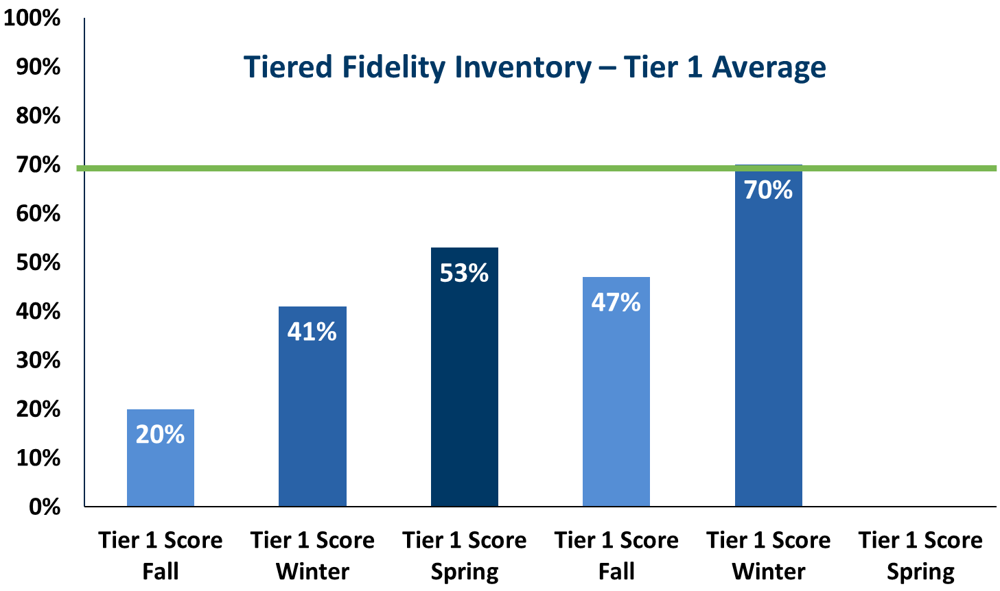 Tiered Fidelity Inventory – Tier 1 Average
100%
90%
80%
70%
60%
50%
40%
30%
20%
10%
0%
20%
41%
53%
47%
70%
Tier 1 Score
Fall
Tier 1 Score
Winter
Tier 1 Score
Spring
Tier 1 Score
Fall
Tier 1 Score
Winter
Tier 1 Score
Spring